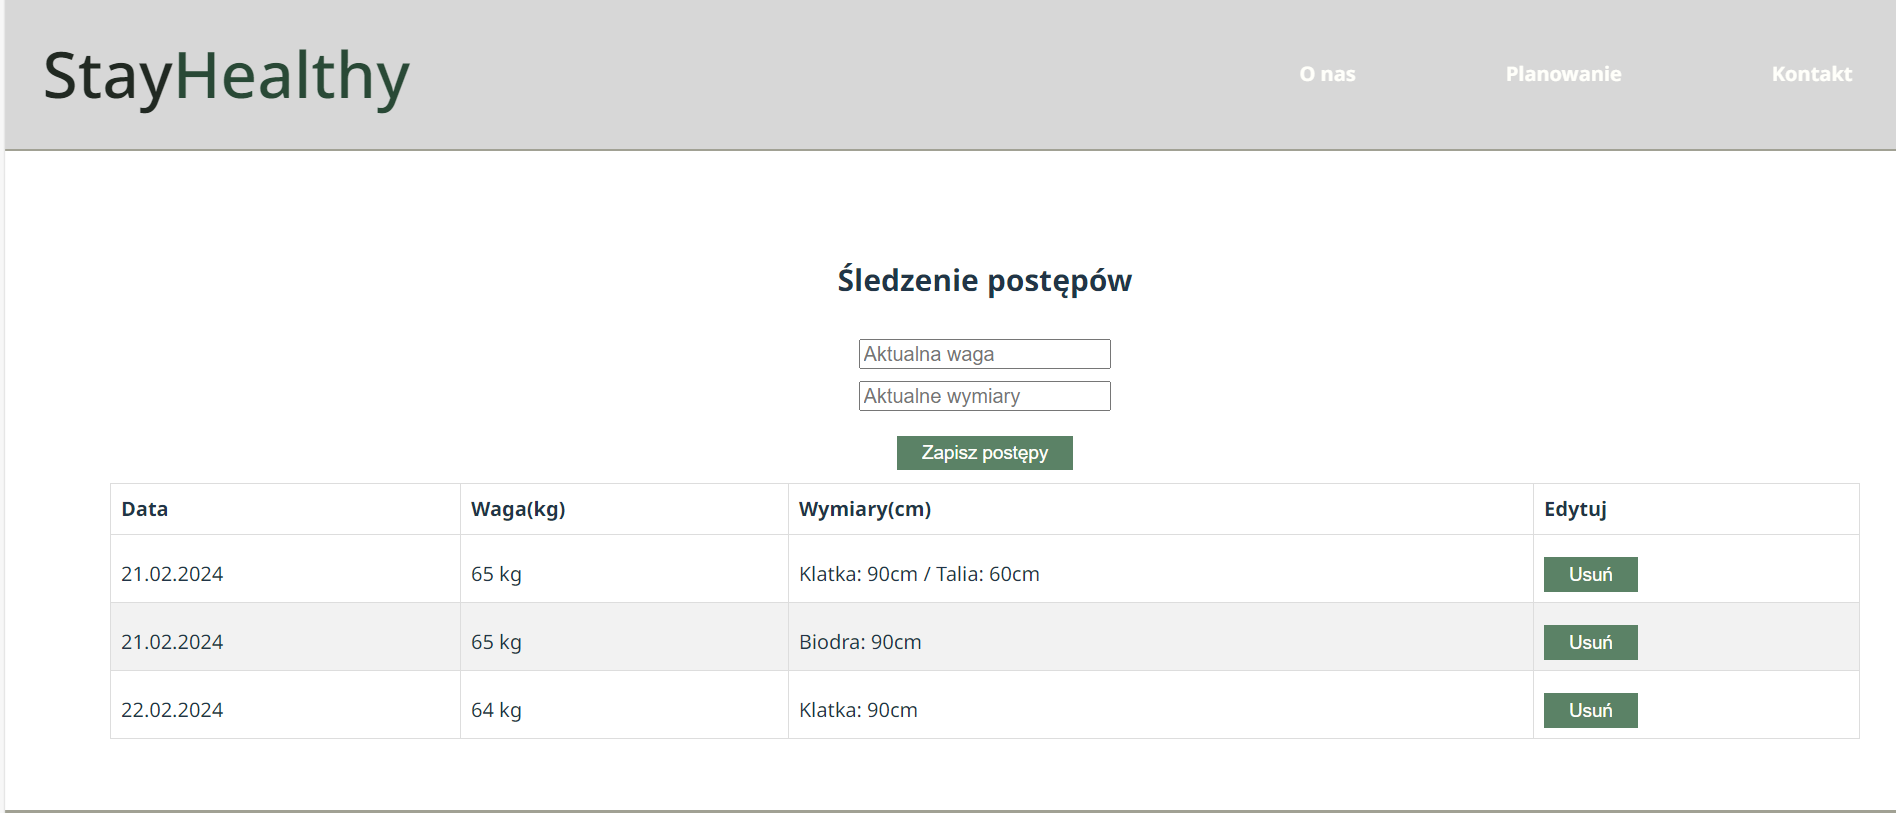 StayHealthy
O nas Planowanie Kontakt
Śledzenie postępów
Aktualna waga
Aktualne wymiary
Zapisz postępy
Data Waga(kg) Wymiary(cm) Edytuj
21.02.2024 65 kg Klatka: 90cm / Talia: 60cm Usuń
21.02.2024 65 kg Biodra: 90cm Usuń
22.02.2024 64 kg Klatka: 90cm Usuń